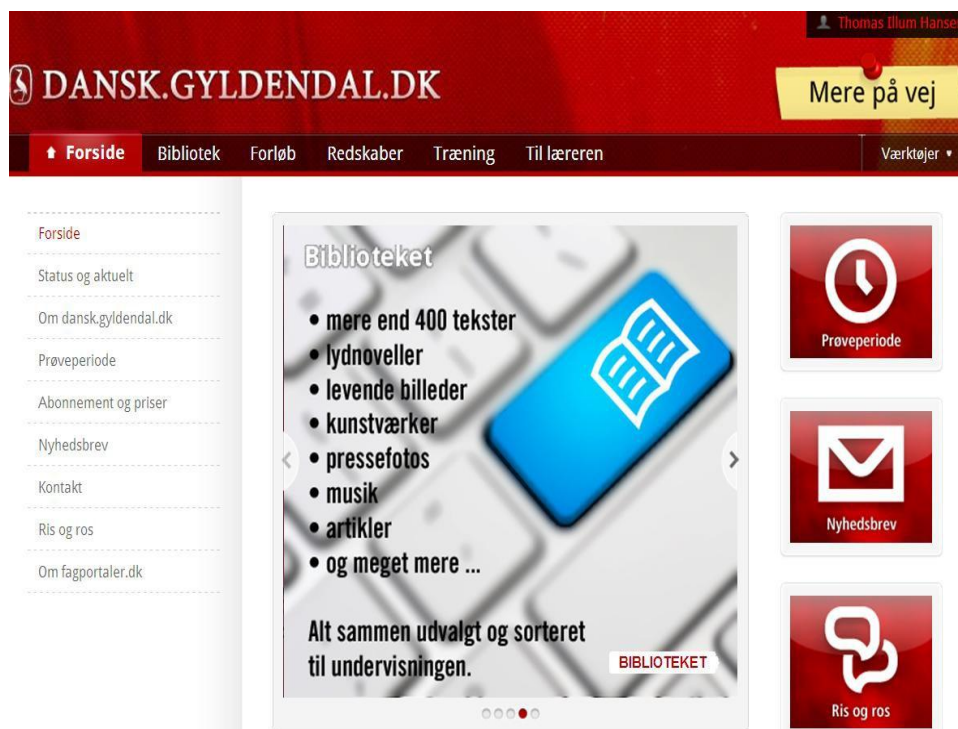 Thomas Illum Hanse
DANSK.GYLDENDAL.DK
Mere på vej
Forside Bibliotek Forløb Redskaber Træning Til læreren Værktøjer
Forside
Status og aktuelt
Om dansk.gyldendal.dk
Prøveperiode
Abonnement og priser
Nyhedsbrev
Kontakt
Ris og ros
Om fagportaler.dk
Biblioteket
• mere end 400 tekster
• lydnoveller
• levende billeder
• kunstværker
• pressefotos
• musik
• artikler
• og meget mere ...
Alt sammen udvalgt og sorteret
til undervisningen.
BIBLIOTEKET
Prøveperiode
Nyhedsbrev
Ris og ros